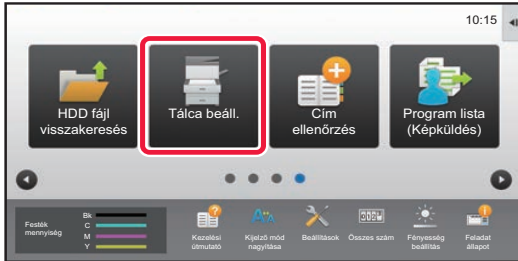 10:15
HDD fájl
visszakeresés
Tálca beáll.
Cím
ellenőrzés
Program lista
(Képküldés)
Festék
mennyiség
Bk
C
M
Y
Kezelési
útmutató
Kijelző mód
nagyítása
Beállítások
Összes szám
Fényesség
beállítás
Feladat
állapot